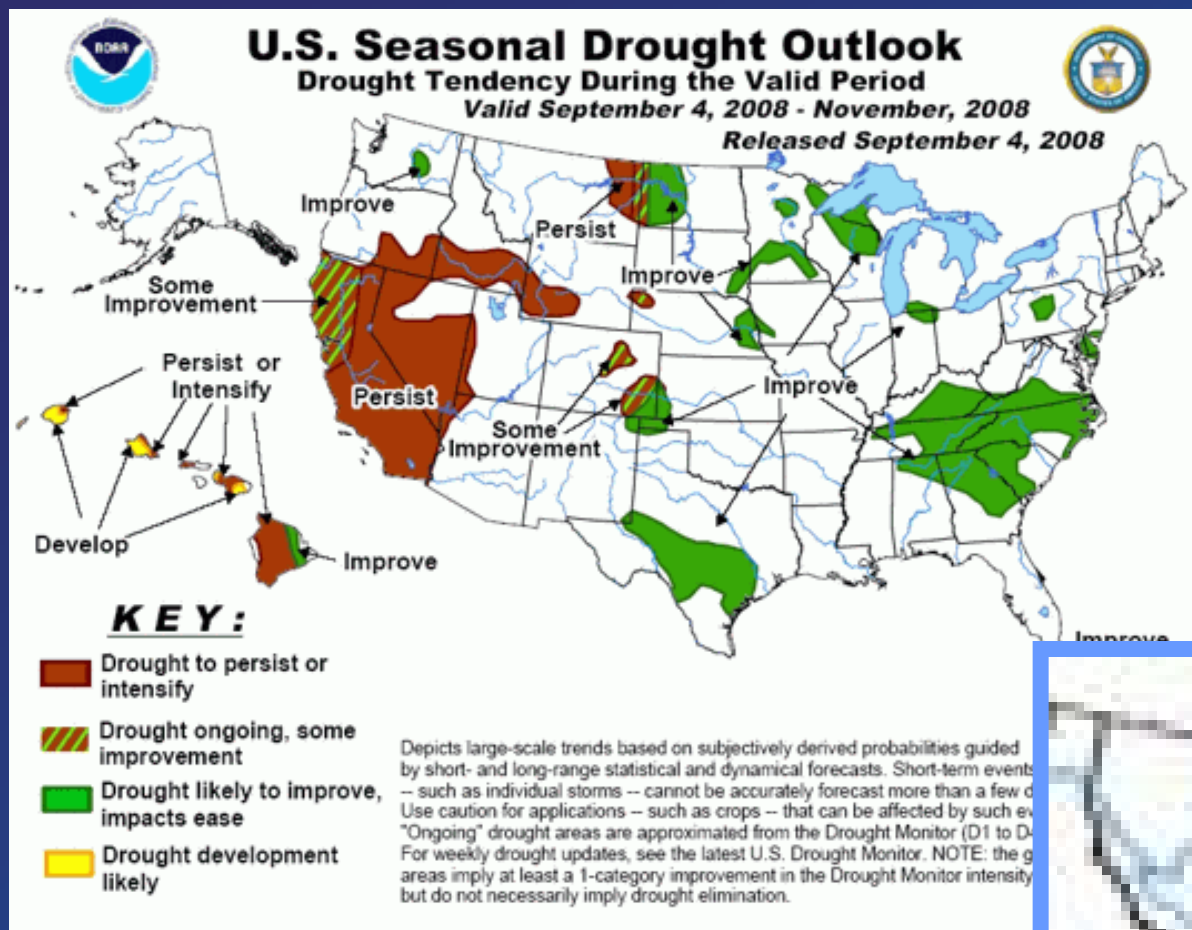 NOAA
U.S. Seasonal Drought Outlook
Drought Tendency During the Valid Period
Valid September 4, 2008 - November, 2008
Released September 4, 2008
Improve
Persist
Some
Improvement
Improve
Persist or
Intensify
Persist
Improve
Some
Improvement
Develop
Improve
Improve
KEY:
Drought to persist or
intensify
Drought ongoing, some
improvement
Drought likely to improve,
impacts ease
Drought development
likely
Depicts large-scale trends based on subjectively derived probabilities guided
by short- and long-range statistical and dynamical forecasts. Short-term events
-- such as individual storms -- cannot be accurately forecast more than a few d
Use caution for applications -- such as crops -- that can be affected by such ev
"Ongoing" drought areas are approximated from the Drought Monitor (D1 to D
For weekly drought updates, see the latest U.S. Drought Monitor. NOTE: the g
areas imply at least a 1-category improvement in the Drought Monitor intensity
but do not necessarily imply drought elimination.